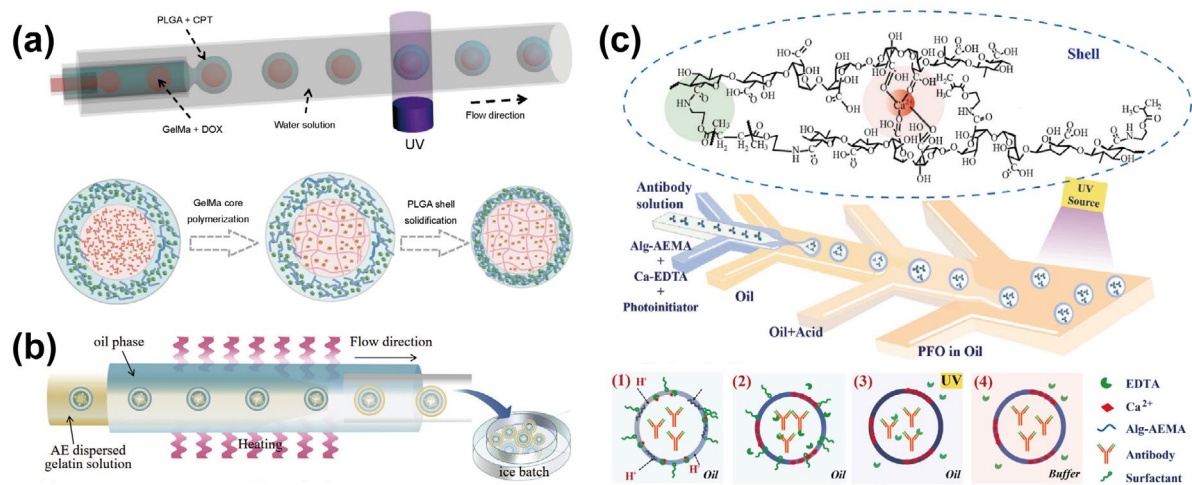 (a)
PLGA + CPT
GelMa + DOX
Water solution
UV
Flow direction
GelMa core
polymerization
PLGA shell
solidification
(b)
oil phase
Flow direction
AE dispersed
gelatin solution
Heating
ice batch
(c)
Shell
Ca2+
Antibody
solution
Alg-AEMA
+
Ca-EDTA
+
Photoinitiator
Oil
Oil+Acid
PFO in Oil
UV
Source
(1)
H+
H+
H+
Oil
(2)
Oil
(3)
UV
Oil
(4)
Buffer
EDTA
Ca2+
Alg-AEMA
Antibody
Surfactant